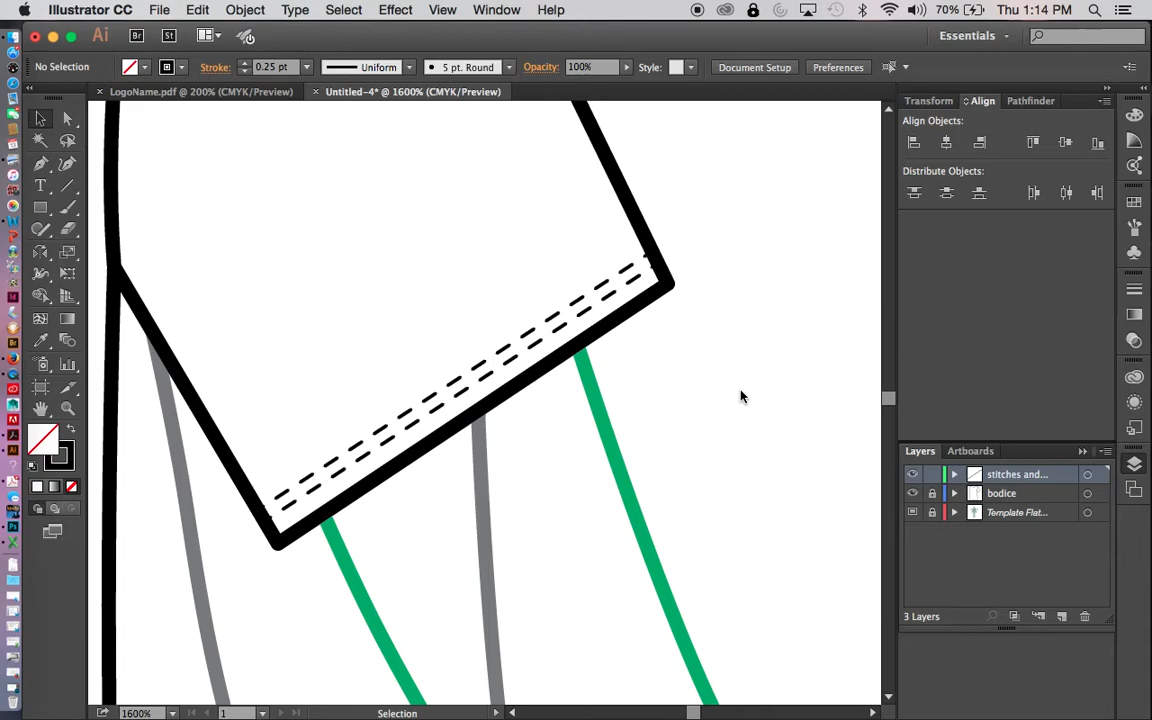 Illustrator CC File Edit Object Type Select Effect View Window Help 70% Thu 1:14 PM
Ai Br St Essentials
No Selection Stroke: 0.25 pt Uniform 5 pt. Round Opacity: 100% Style: Document Setup Preferences
LogoName.pdf @ 200% (CMYK/Preview) Untitled-4* @ 1600% (CMYK/Preview)
Transform Align Pathfinder
Align Objects:
Distribute Objects:
Layers Artboards
stitches and...
bodice
Template Flat...
3 Layers
1600% 1 Selection